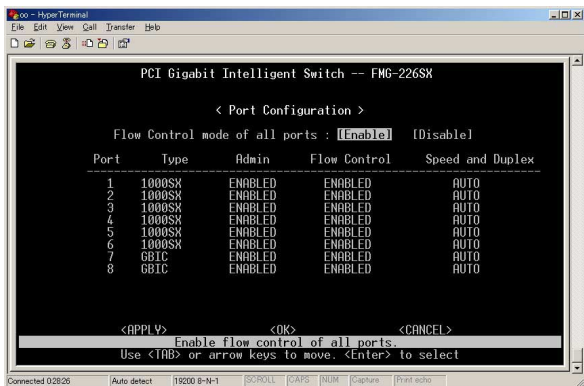 oo - HyperTerminal
File Edit View Call Transfer Help
PCI Gigabit Intelligent Switch -- FMG-226SX
< Port Configuration >
Flow Control mode of all ports : [Enable] [Disable]
Port Type Admin Flow Control Speed and Duplex
1 1000SX ENABLED ENABLED AUTO
2 1000SX ENABLED ENABLED AUTO
3 1000SX ENABLED ENABLED AUTO
4 1000SX ENABLED ENABLED AUTO
5 1000SX ENABLED ENABLED AUTO
6 1000SX ENABLED ENABLED AUTO
7 GBIC ENABLED ENABLED AUTO
8 GBIC ENABLED ENABLED AUTO
<APPLY> <OK> <CANCEL>
Enable flow control of all ports.
Use <TAB> or arrow keys to move. <Enter> to select
Connected 0:28:26 Auto detect 19200 8-N-1 SCROLL CAPS NUM Capture Print echo